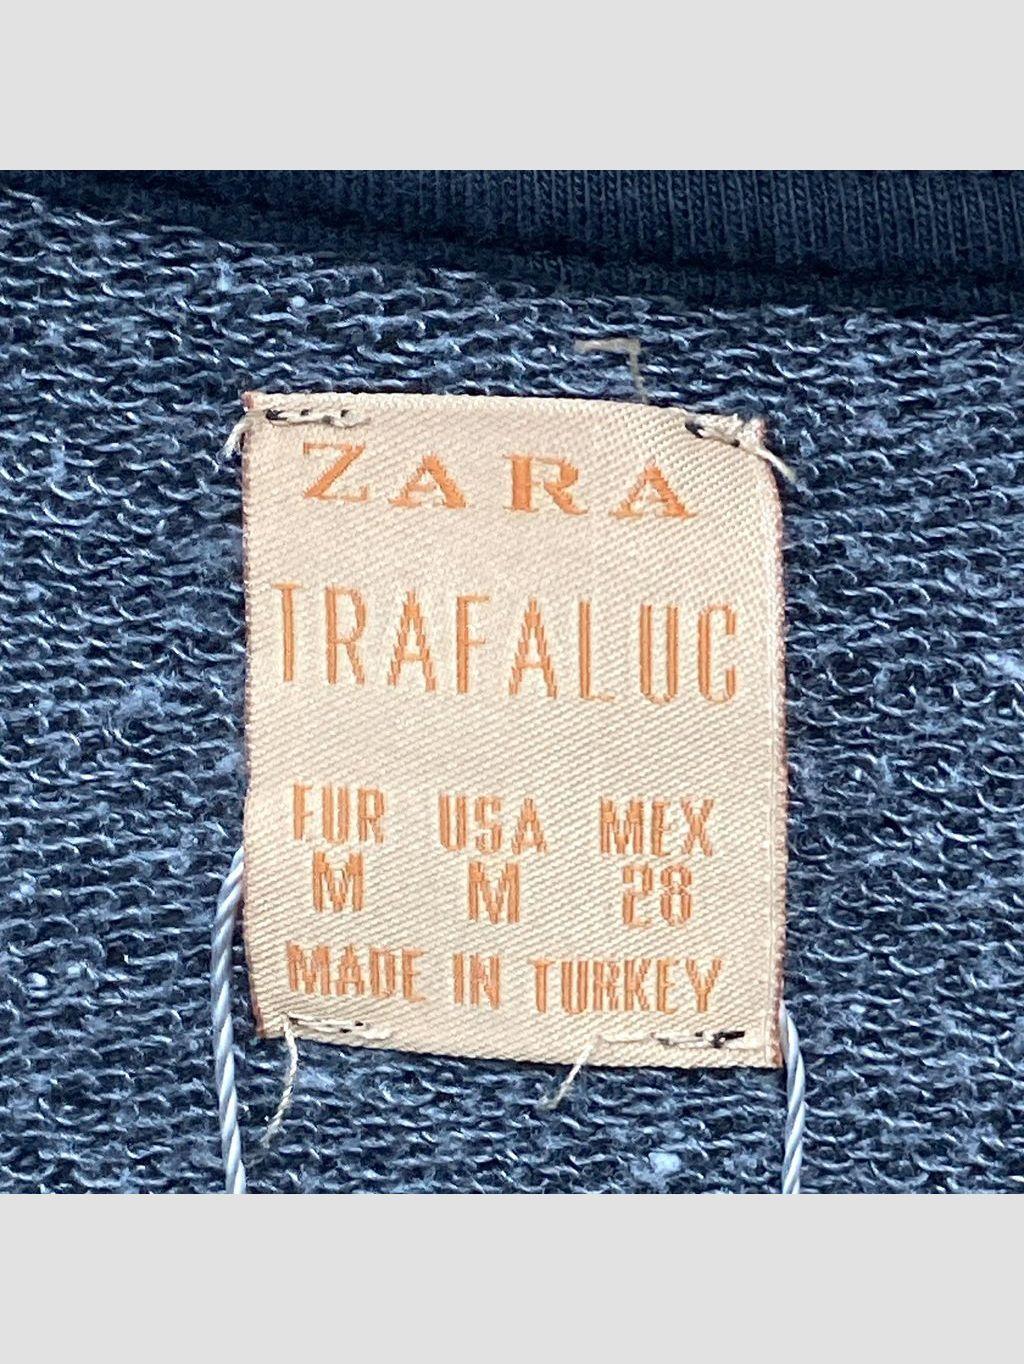 ZARA
TRAFALUC
EUR USA MEX
M M 28
MADE IN TURKEY